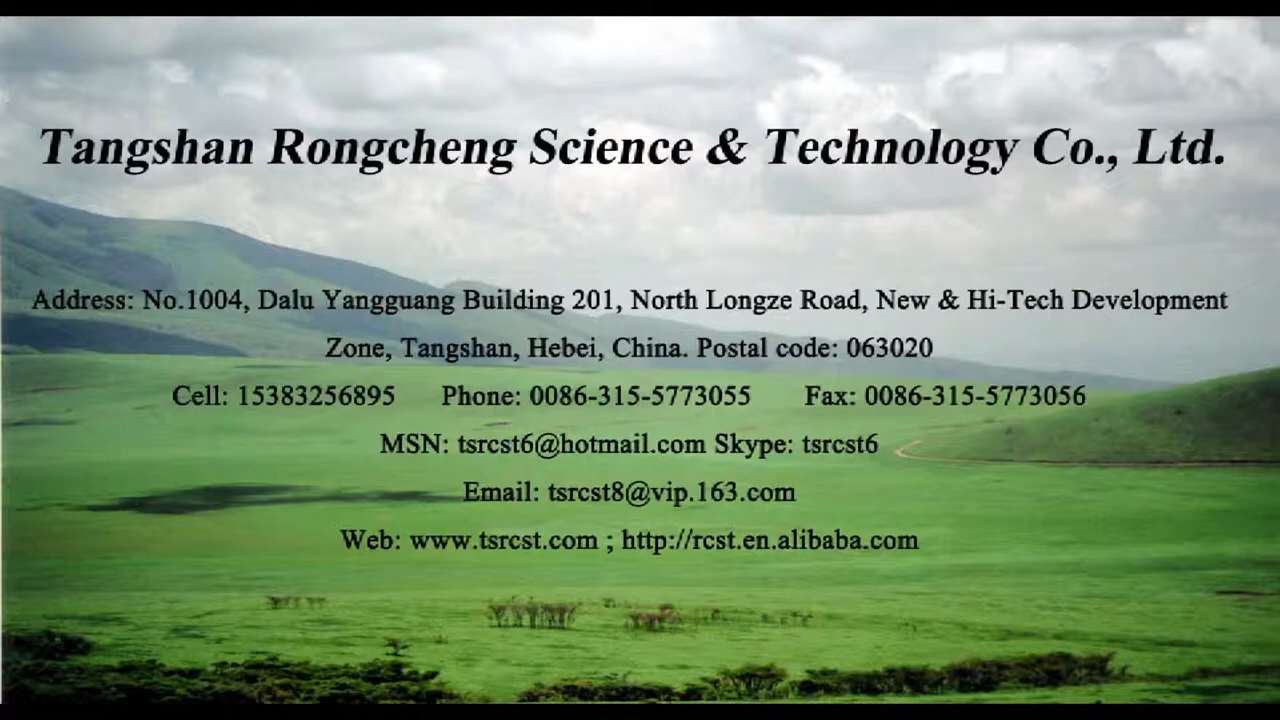 Tangshan Rongcheng Science & Technology Co., Ltd.
Address: No.1004, Dalu Yangguang Building 201, North Longze Road, New & Hi-Tech Development
Zone, Tangshan, Hebei, China. Postal code: 063020
Cell: 15383256895 Phone: 0086-315-5773055 Fax: 0086-315-5773056
MSN: tsrcst6@hotmail.com Skype: tsrcst6
Email: tsrcst8@vip.163.com
Web: www.tsrcst.com ; http://rcst.en.alibaba.com